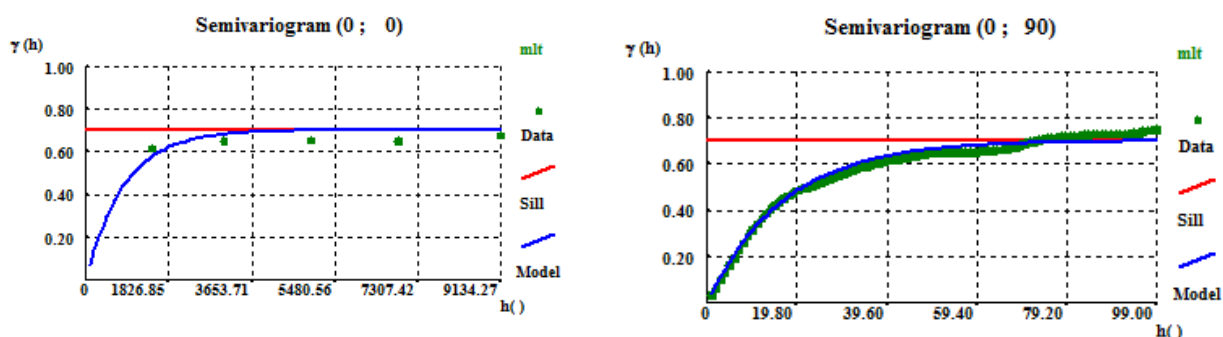 Semivariogram (0 ; 0)
γ (h)
mlt
1.00
0.80
0.60
0.40
0.20
0 1826.85 3653.71 5480.56 7307.42 9134.27
h( )
Data
Sill
Model
Semivariogram (0 ; 90)
γ (h)
mlt
1.00
0.80
0.60
0.40
0.20
0 19.80 39.60 59.40 79.20 99.00
h( )
Data
Sill
Model